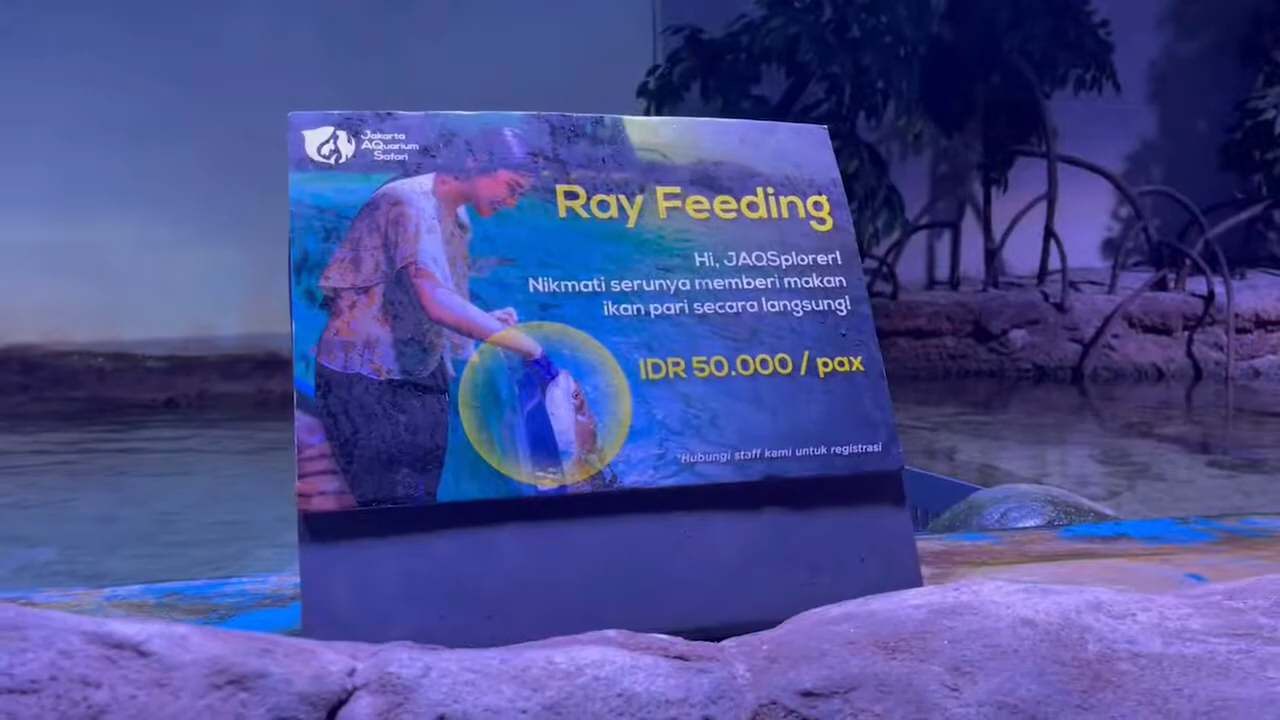 Jakarta
AQuarium
Safari
Ray Feeding
Hi, JAQSplorer!
Nikmati serunya memberi makan
ikan pari secara langsung!
IDR 50.000 / pax
*Hubungi staff kami untuk registrasi